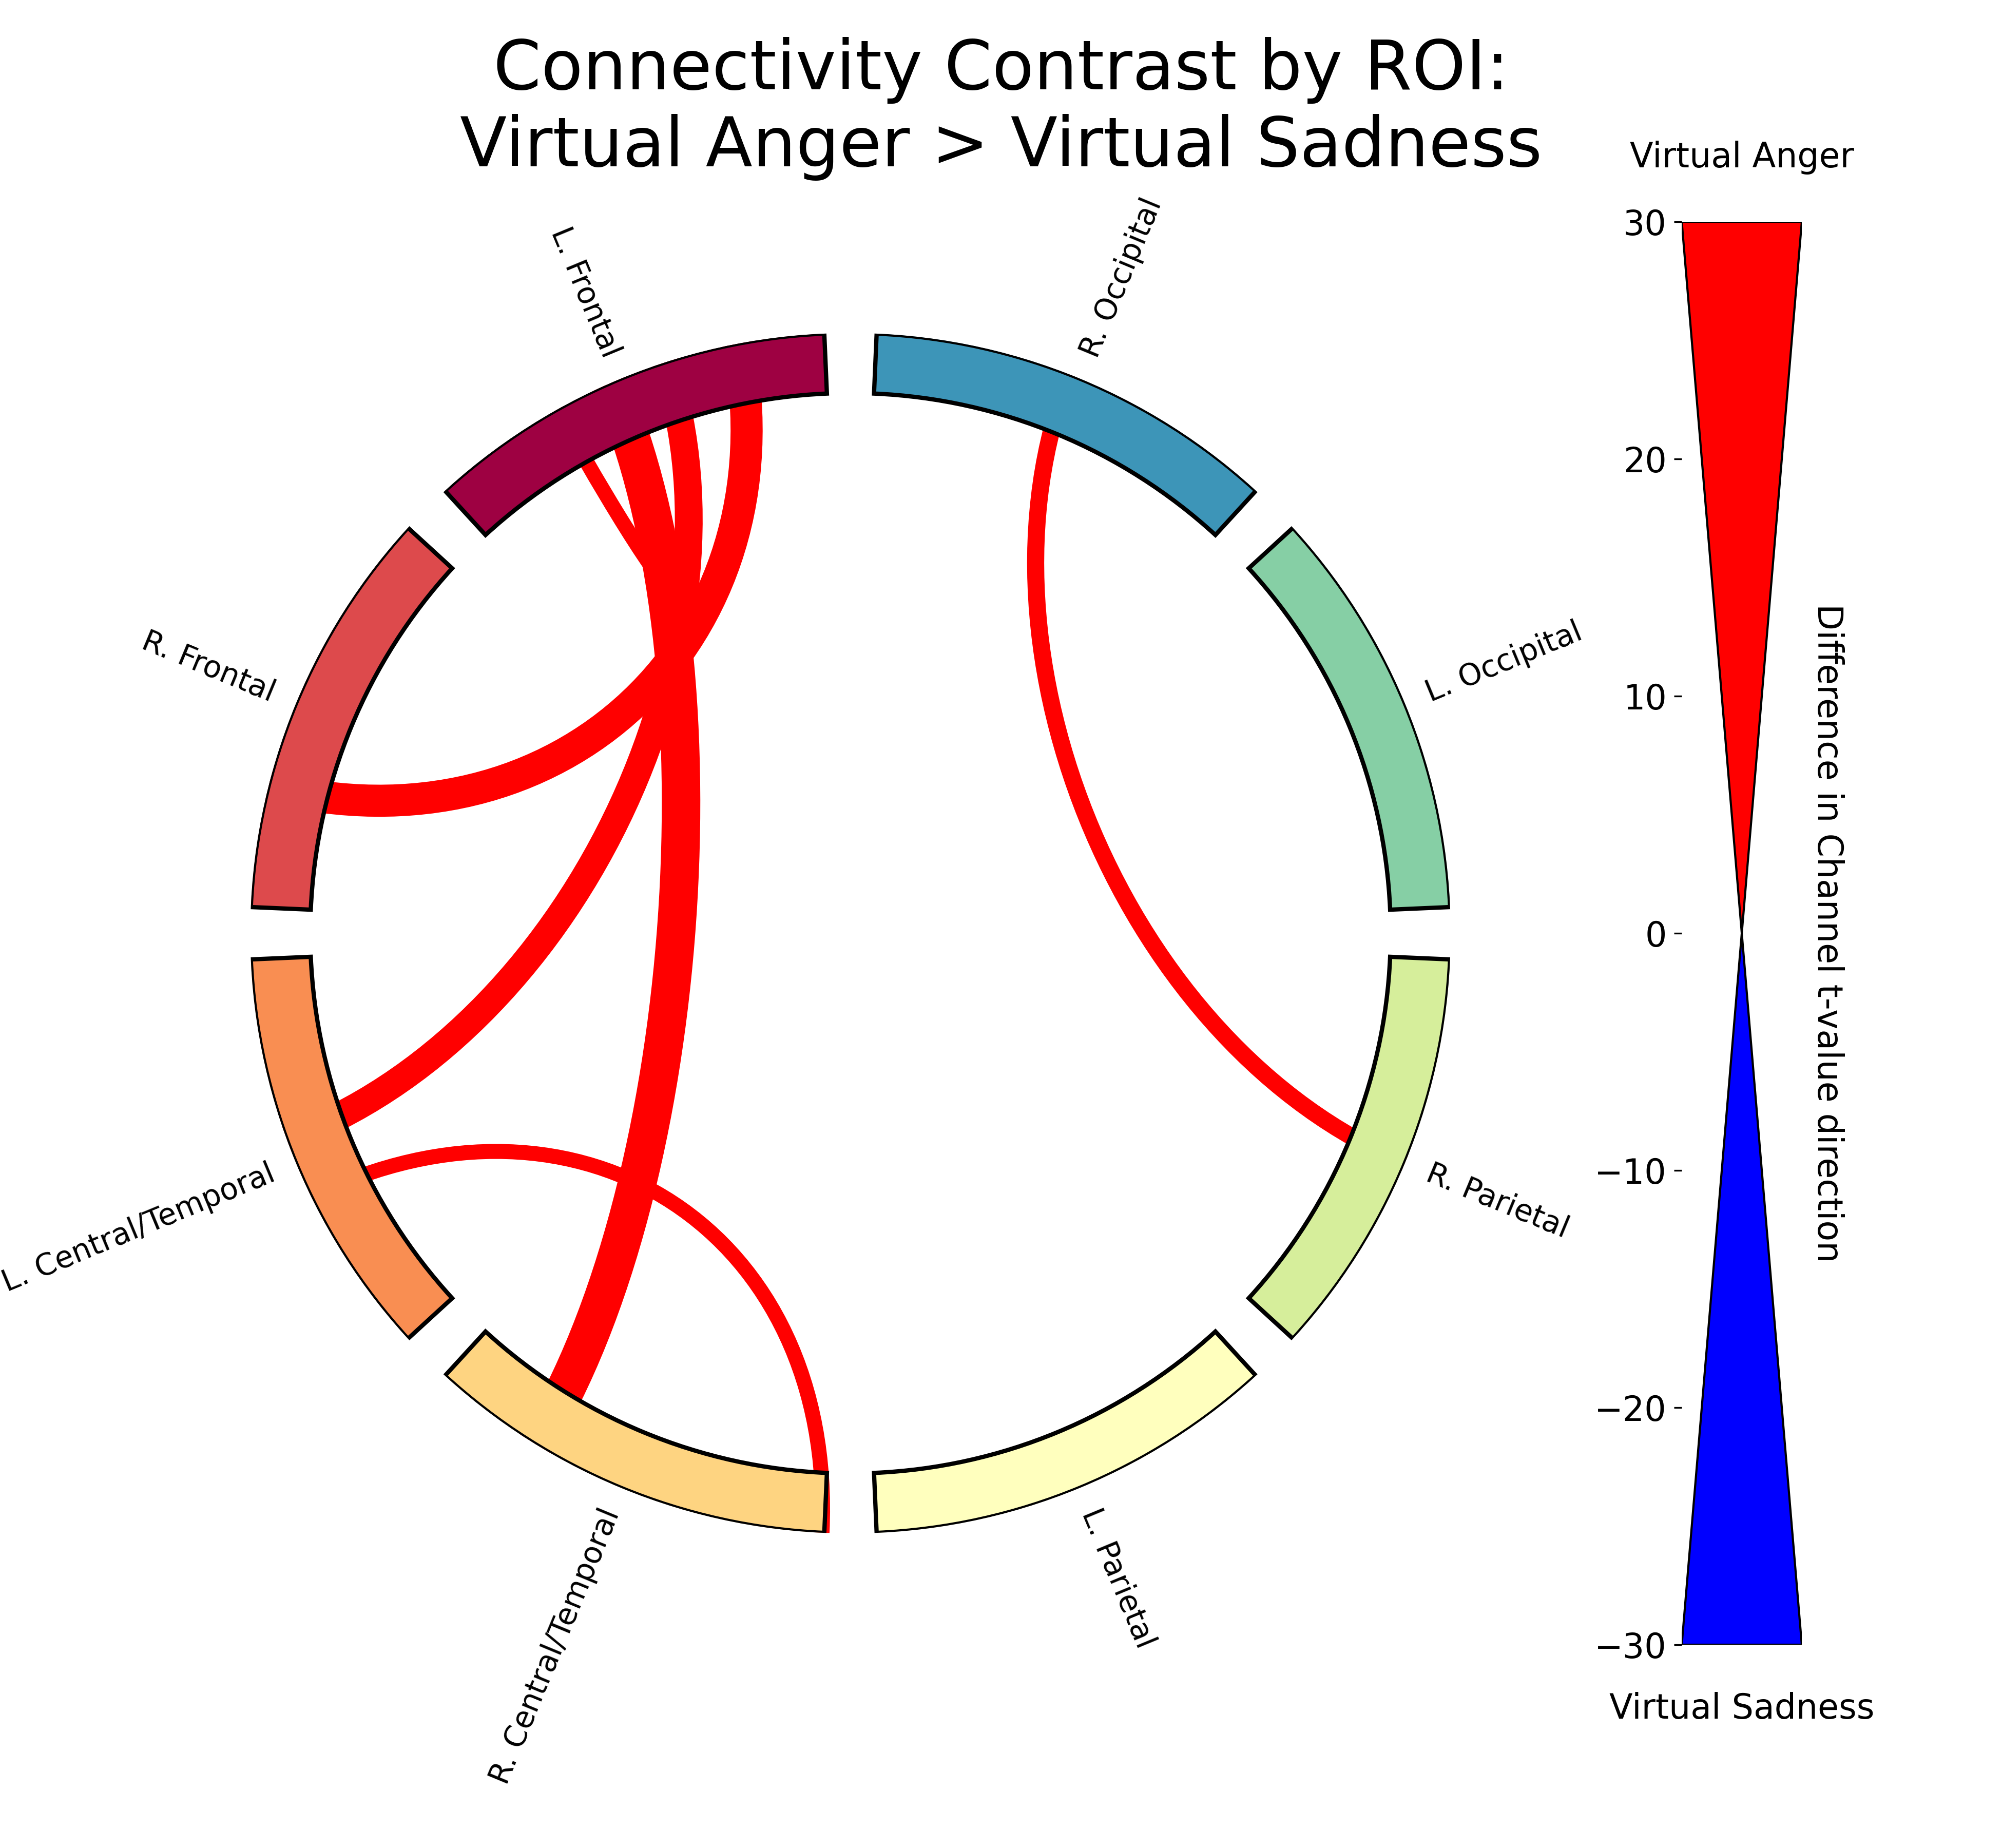 Connectivity Contrast by ROI:
Virtual Anger > Virtual Sadness
Virtual Anger
30
20
10
0
−10
−20
−30
Virtual Sadness
Difference in Channel t-value direction
L. Frontal
R. Occipital
R. Frontal
L. Occipital
L. Central/Temporal
R. Parietal
R. Central/Temporal
L. Parietal